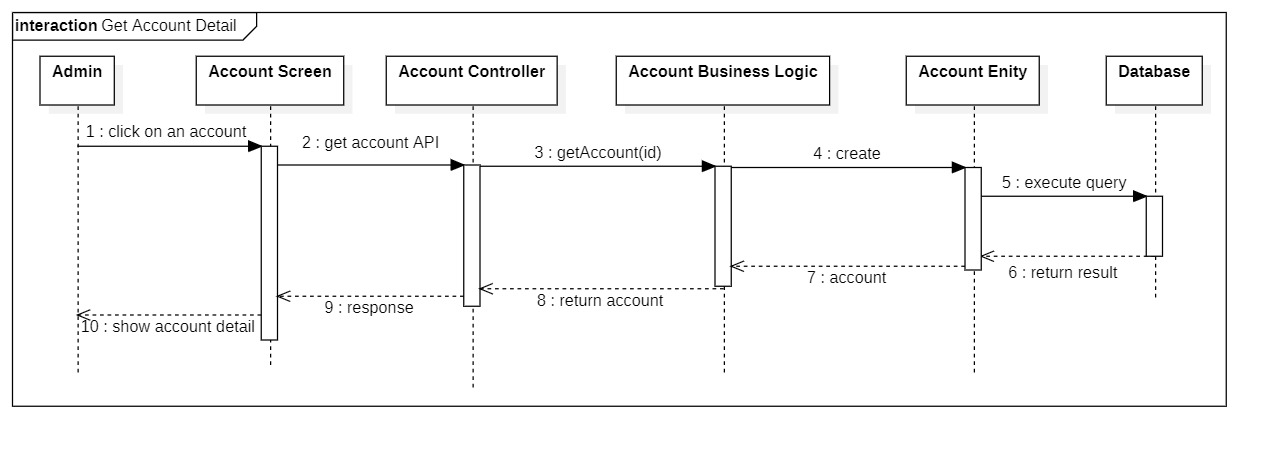 interaction Get Account Detail
Admin
Account Screen
Account Controller
Account Business Logic
Account Enity
Database
1 : click on an account
2 : get account API
3 : getAccount(id)
4 : create
5 : execute query
6 : return result
7 : account
8 : return account
9 : response
10 : show account detail